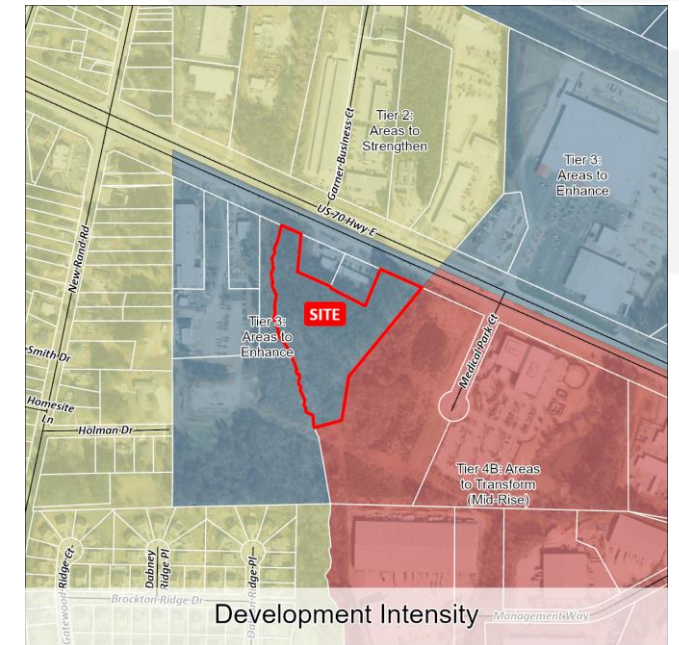 Tier 2:
Areas to
Strengthen
Garner Business Ct
Tier 3:
Areas to
Enhance
US-70 Hwy E
New Rand Rd
SITE
Tier 3:
Areas to
Enhance
Medical Park Ct
Smith Dr
Homesite
Ln
Holman Dr
Tier 4B: Areas
to Transform
(Mid-Rise)
Gatewood Ridge Ct
Dabney
Ridge Pl
Brockton Ridge Dr
Ridge Pl
Development Intensity
Management Way